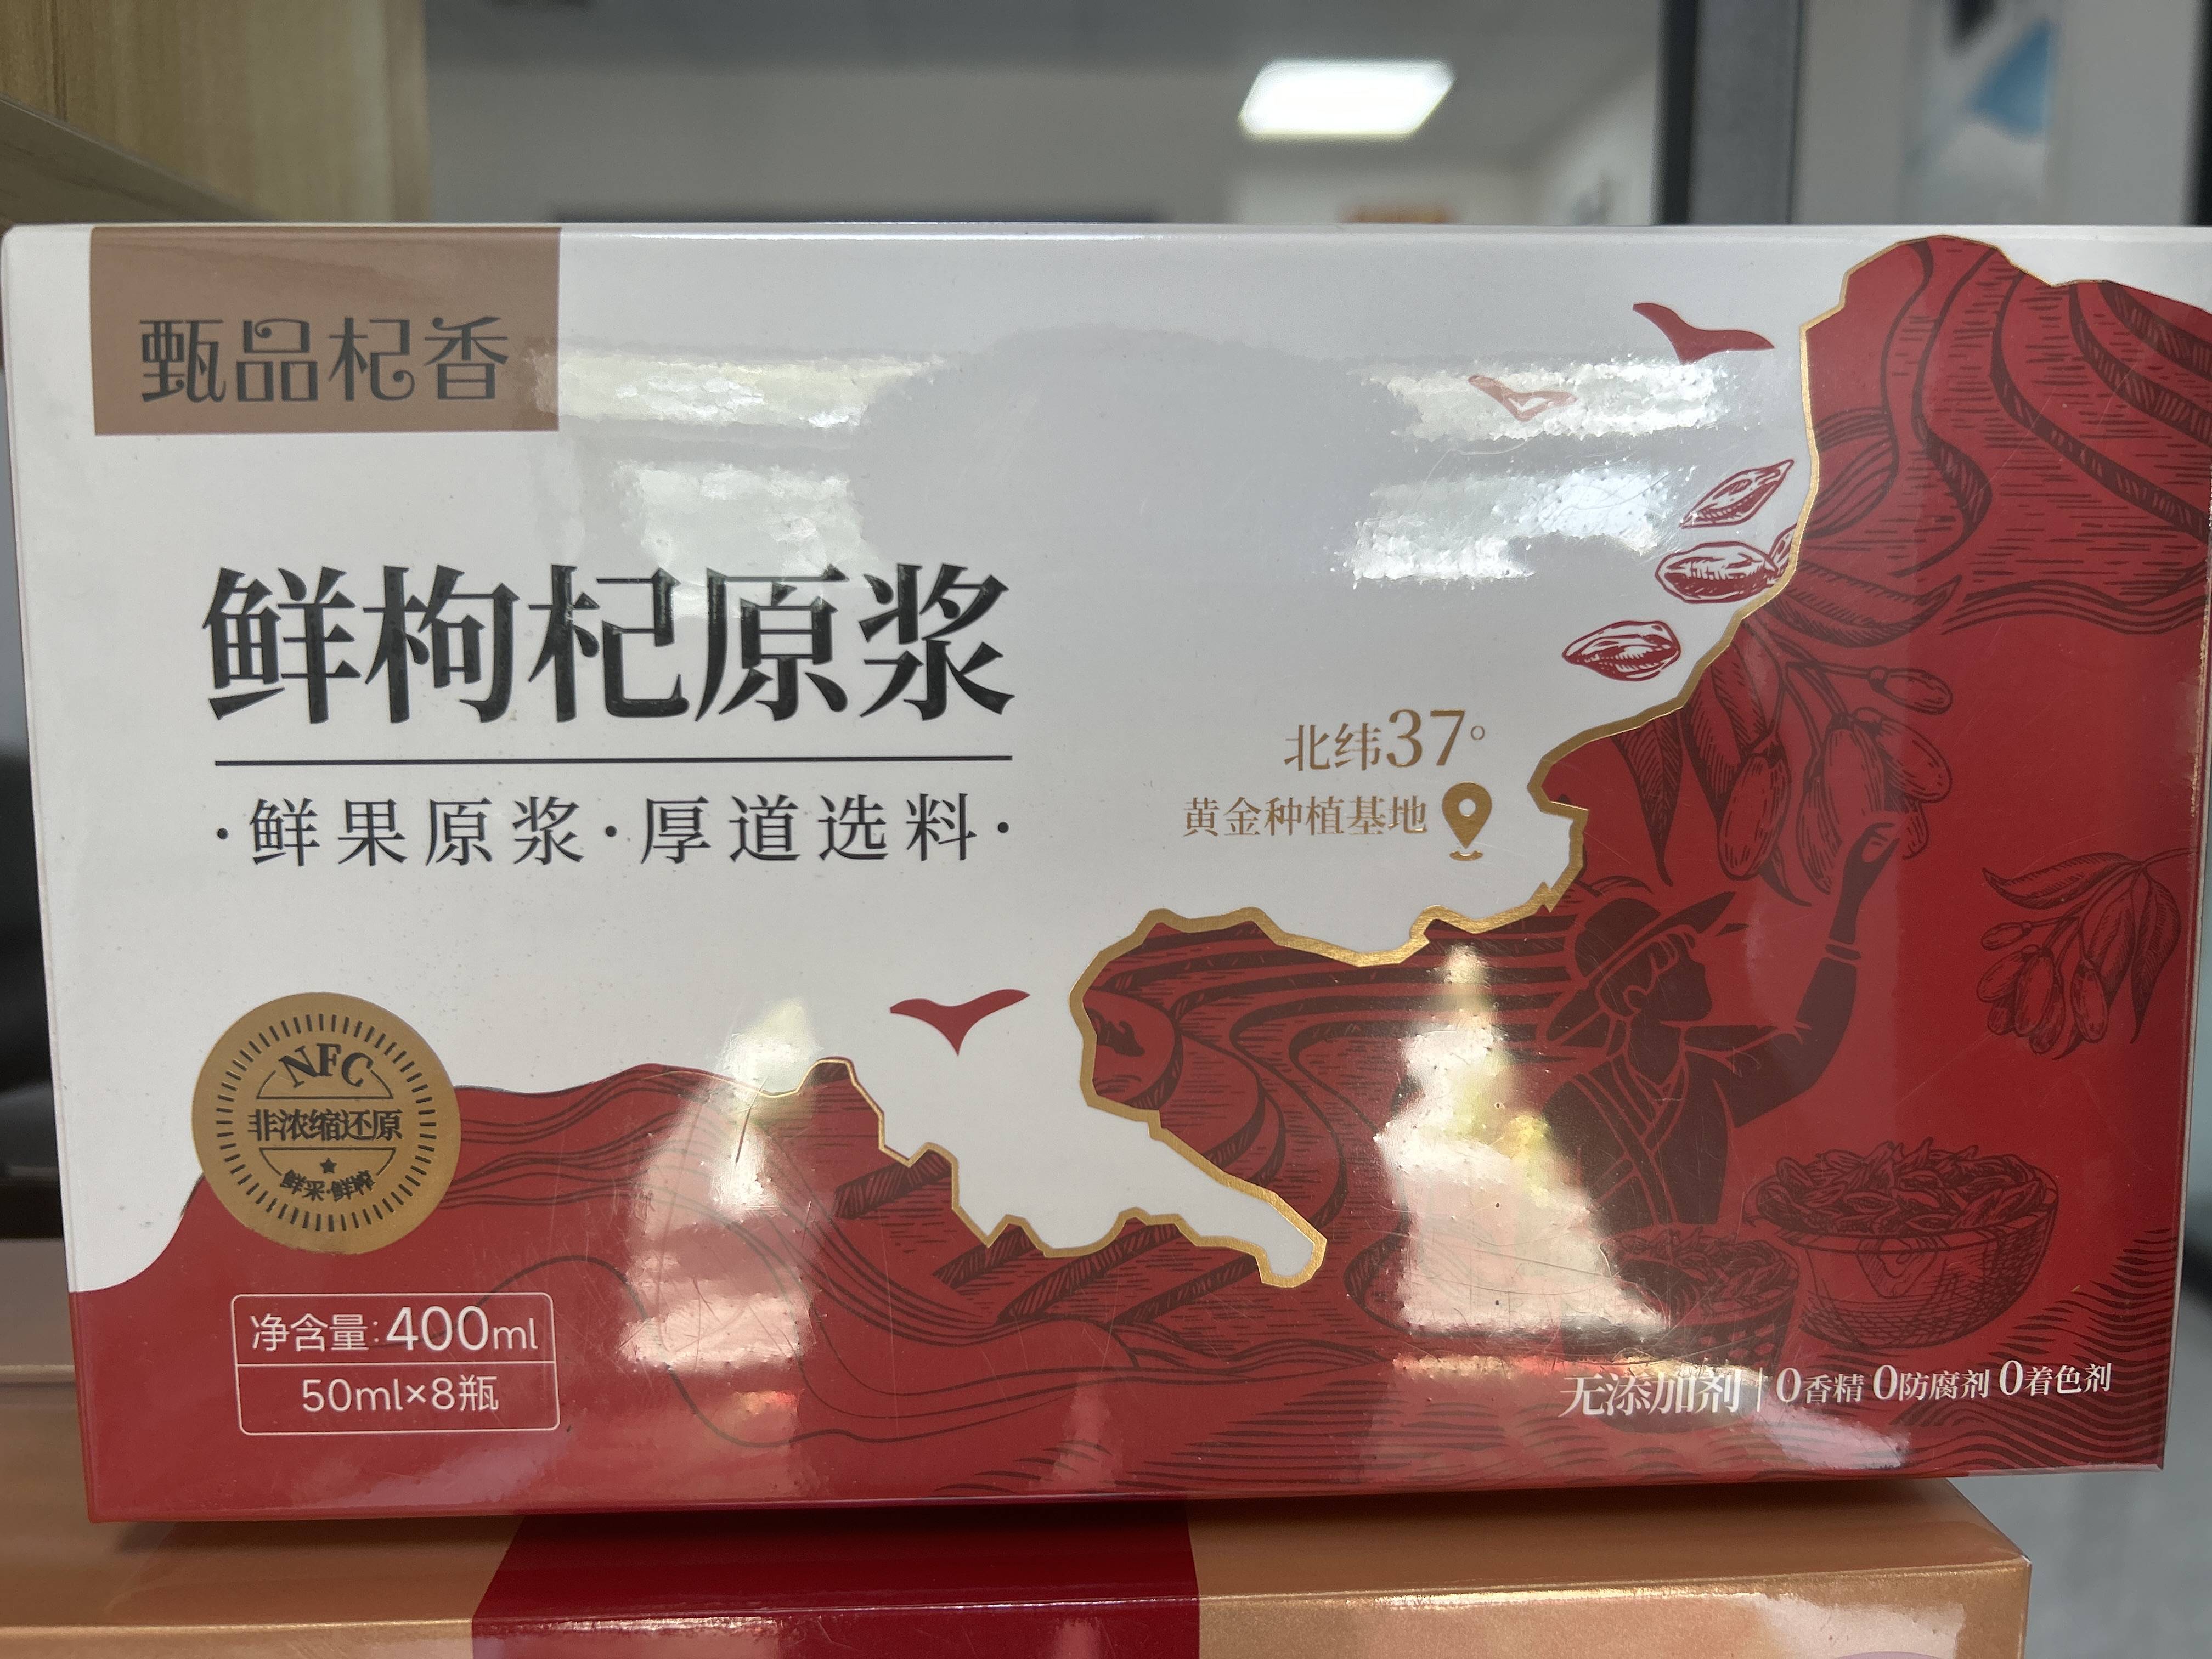 甄品杞香
鲜枸杞原浆
·鲜果原浆·厚道选料·
北纬37°
黄金种植基地
NFC
非浓缩还原
鲜采·鲜榨
净含量:400ml
50ml×8瓶
无添加剂|0香精 0防腐剂 0着色剂